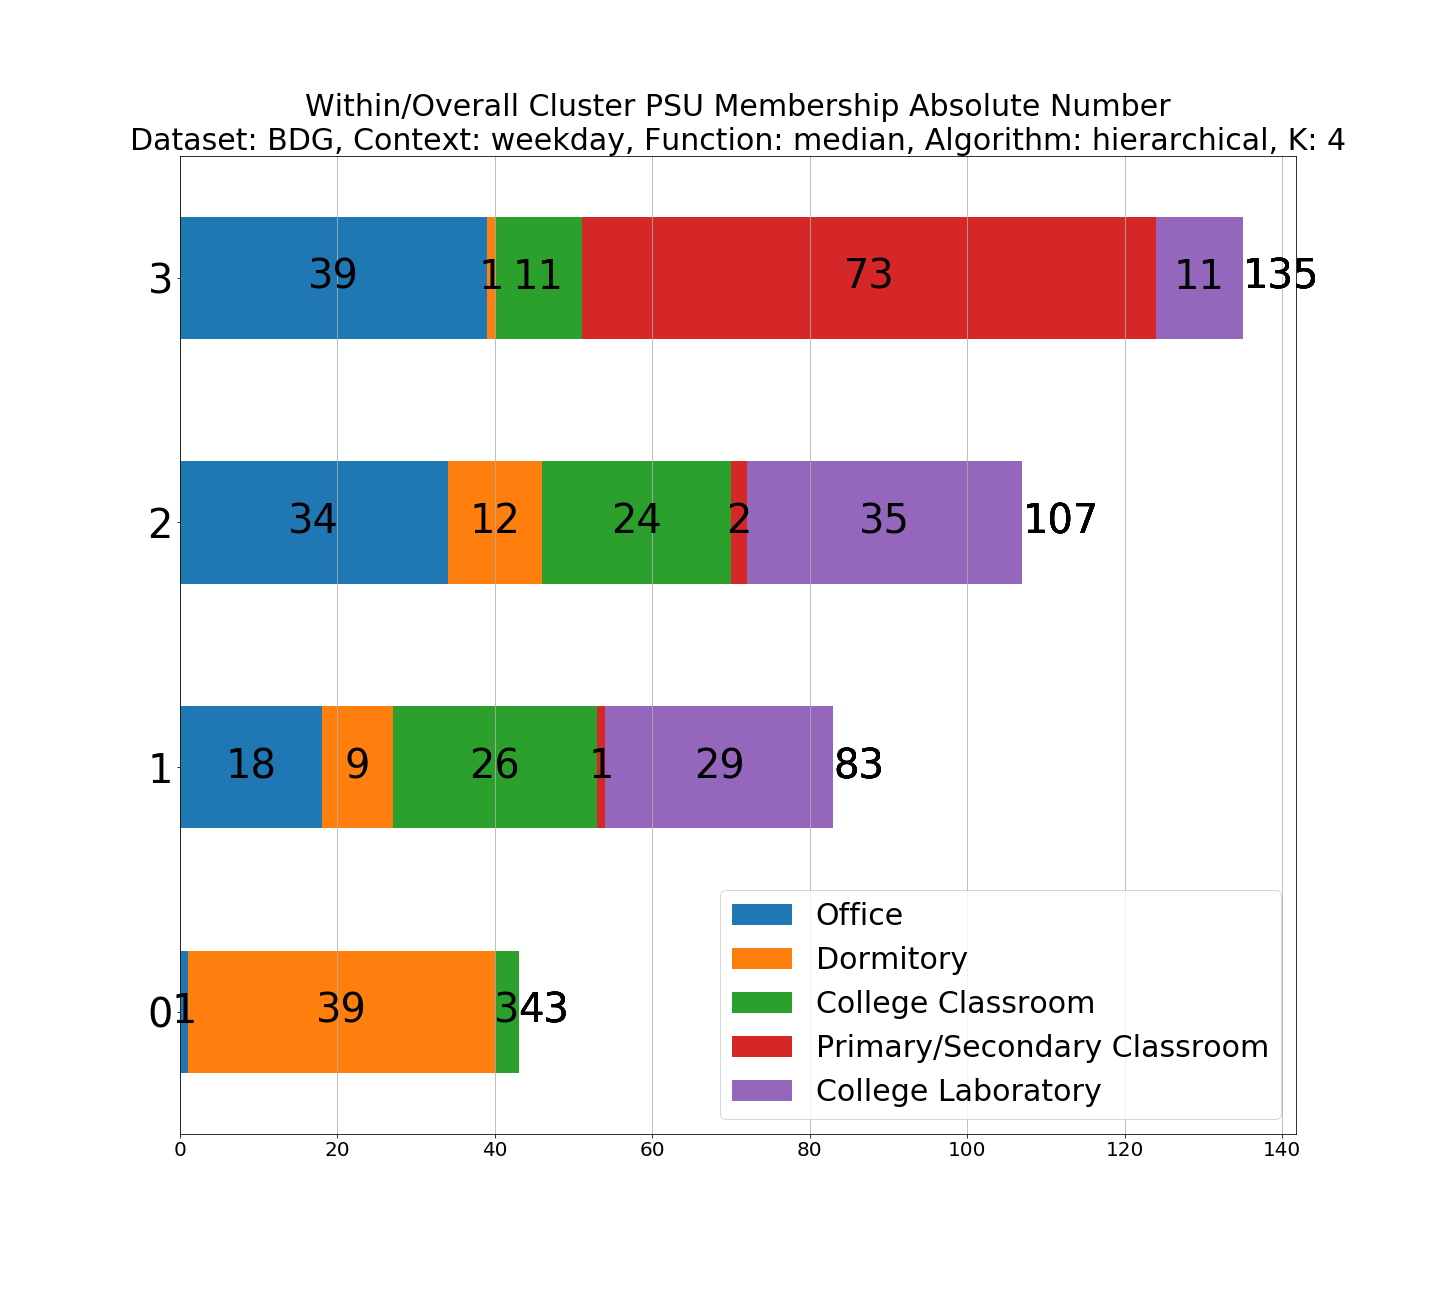 Within/Overall Cluster PSU Membership Absolute Number
Dataset: BDG, Context: weekday, Function: median, Algorithm: hierarchical, K: 4
3 39 1 11 73 11 135
2 34 12 24 2 35 107
1 18 9 26 1 29 83
0 1 39 3 43
Office
Dormitory
College Classroom
Primary/Secondary Classroom
College Laboratory
0 20 40 60 80 100 120 140